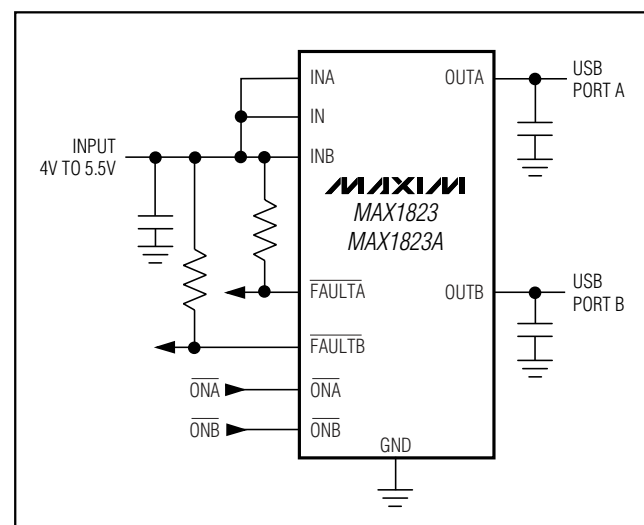 INA
OUTA
USB
PORT A
IN
INPUT
4V TO 5.5V
INB
MAXIM
MAX1823
MAX1823A
FAULTA
OUTB
USB
PORT B
FAULTB
ONA
ONA
ONB
ONB
GND